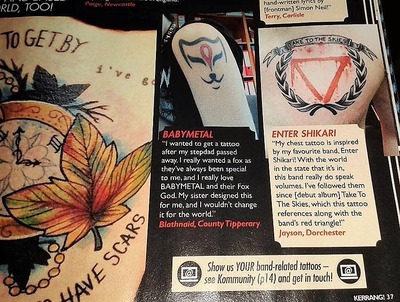 ORLD, TOO!
Paige, Newcastle
hand-written lyrics by
[frontman] Simon Neil!"
Terry, Carlisle
TO GET BY
i've go
HAVE SCARS
BABYMETAL
"I wanted to get a tattoo
after my stepdad passed
away. I really wanted a fox as
they've always been special
to me, and I really love
BABYMETAL and their Fox
God. My sister designed this
for me, and I wouldn't change
it for the world."
Blathnaid, County Tipperary
TAKE TO THE SKIES
ENTER SHIKARI
"My chest tattoo is inspired
by my favourite band, Enter
Shikari! With the world
in the state that it's in,
this band really do speak
volumes. I've followed them
since [debut album] Take To
The Skies, which this tattoo
references along with the
band's red triangle!"
Jayson, Dorchester
Show us YOUR band-related tattoos –
see Kommunity (p14) and get in touch!
KERRANG! 37